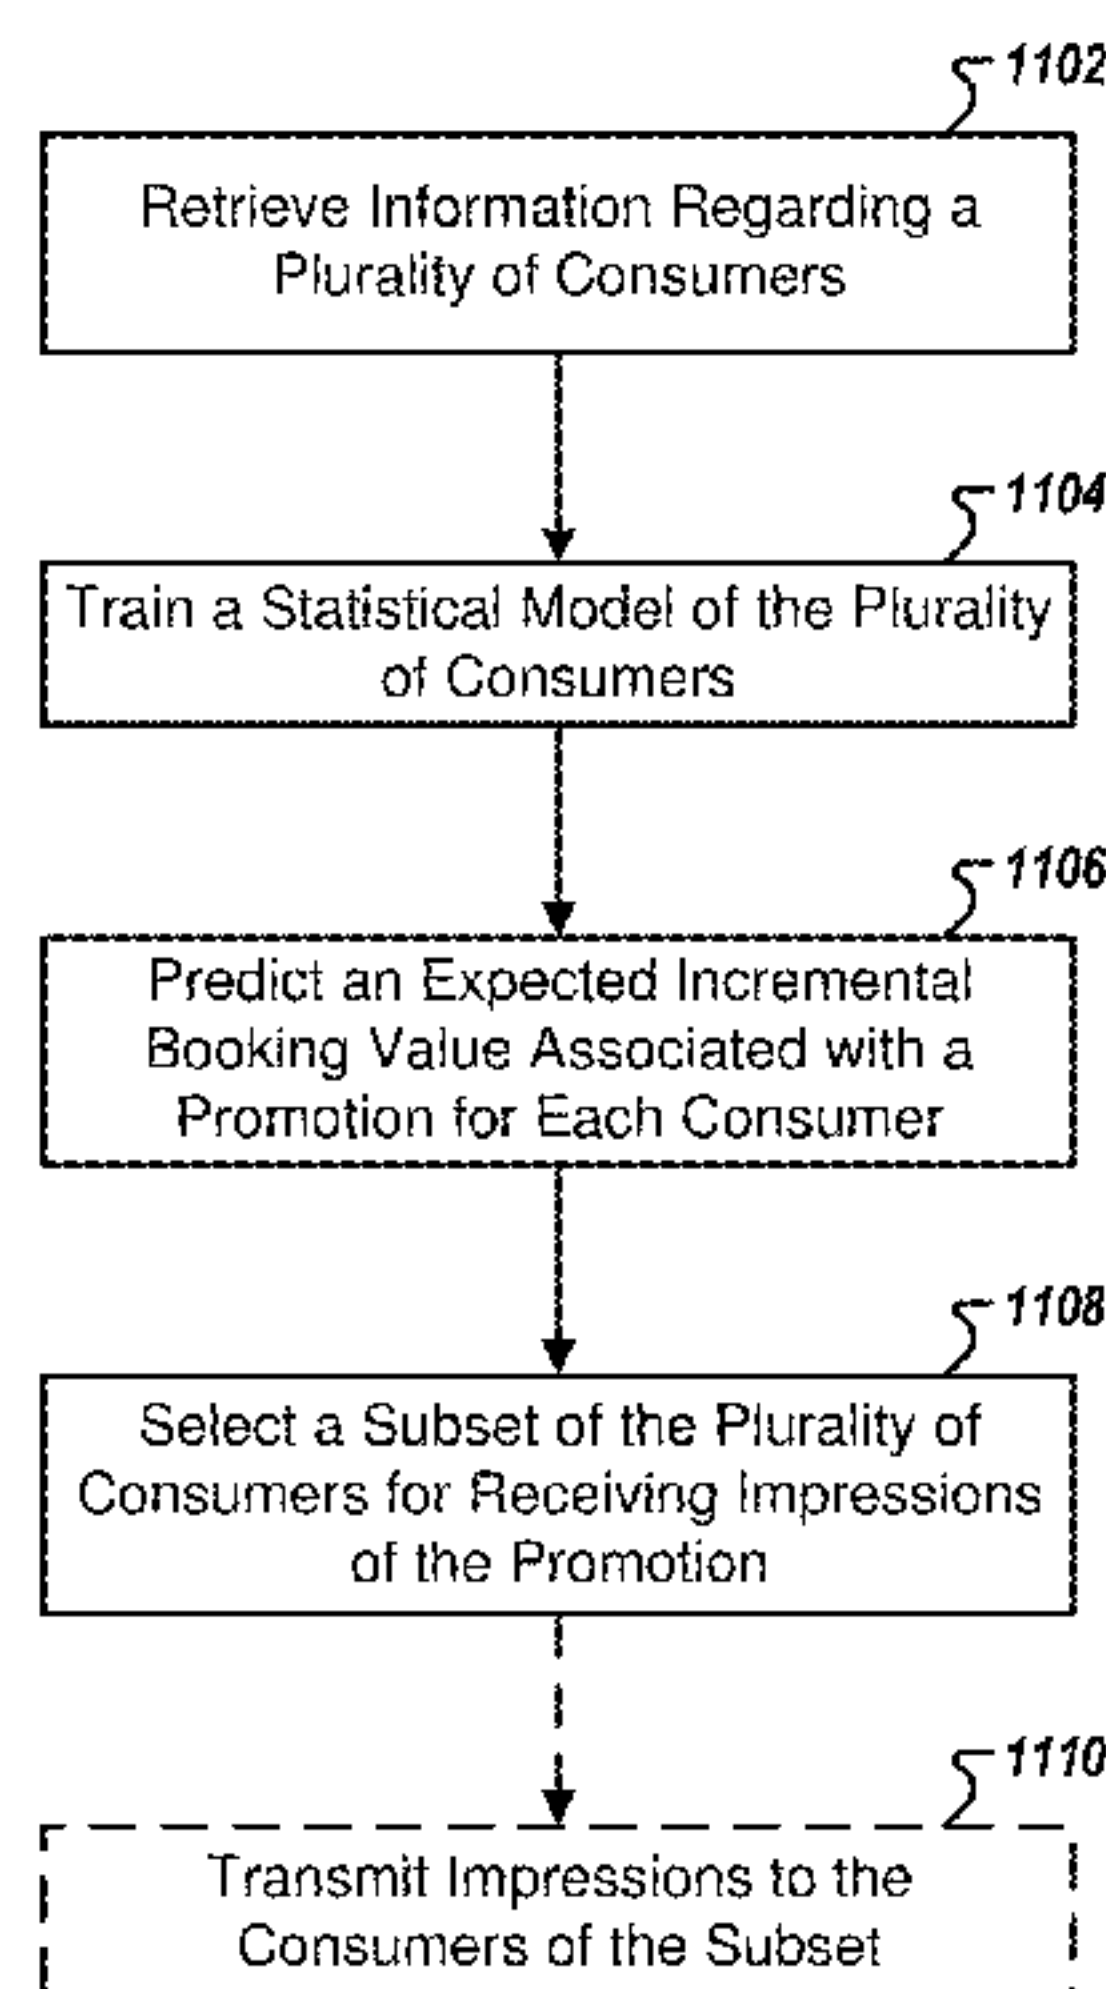 1102
Retrieve Information Regarding a
Plurality of Consumers
1104
Train a Statistical Model of the Plurality
of Consumers
1106
Predict an Expected Incremental
Booking Value Associated with a
Promotion for Each Consumer
1108
Select a Subset of the Plurality of
Consumers for Receiving Impressions
of the Promotion
1110
Transmit Impressions to the
Consumers of the Subset